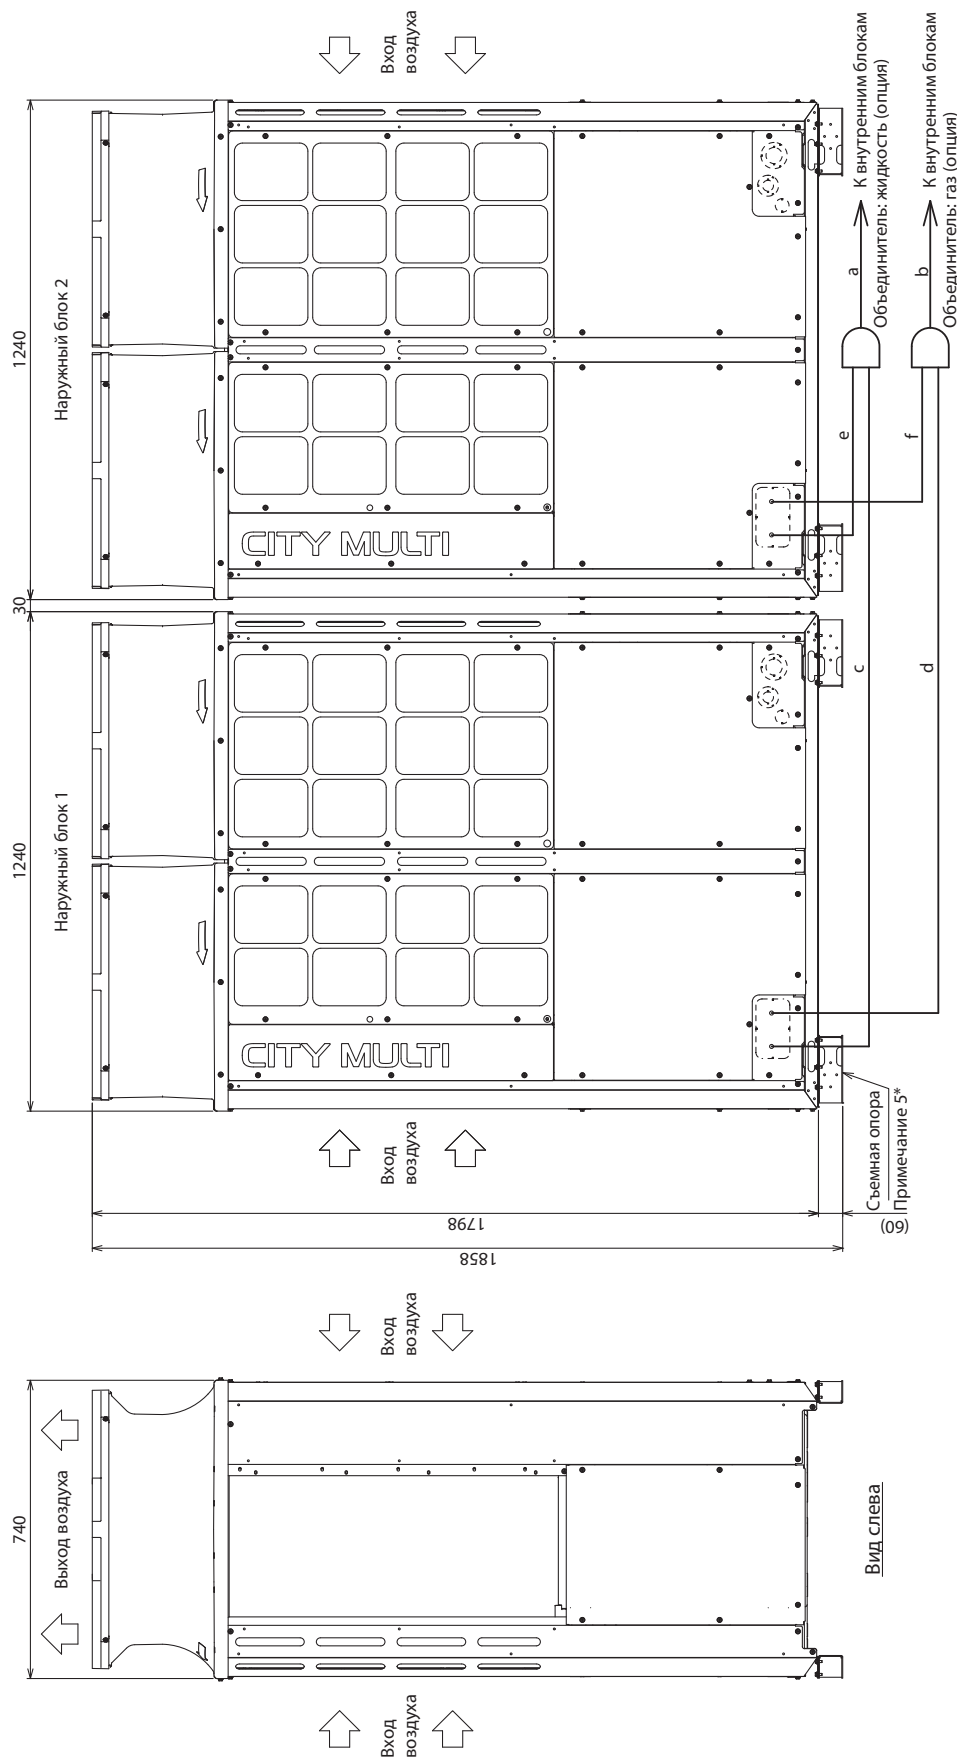 740
Выход воздуха
Вход
воздуха
Вход
воздуха
Вид слева
1858
1798
(60)
1240
30
1240
Наружный блок 1
Наружный блок 2
Вход
воздуха
Вход
воздуха
CITY MULTI
CITY MULTI
Съемная опора
Примечание 5*
c
d
e
f
a
b
К внутренним блокам
Объединитель: жидкость (опция)
К внутренним блокам
Объединитель: газ (опция)